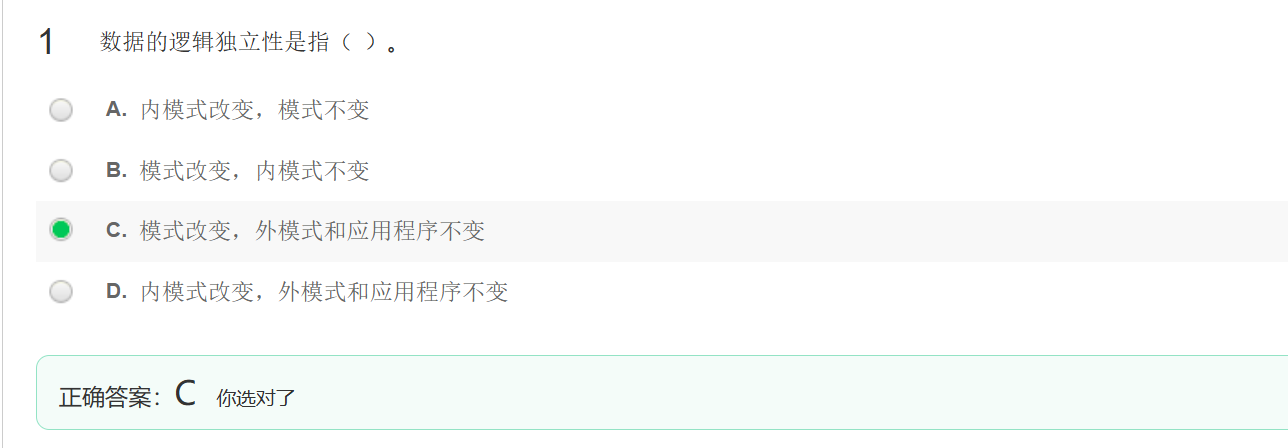 1 数据的逻辑独立性是指（ ）。
A. 内模式改变，模式不变
B. 模式改变，内模式不变
C. 模式改变，外模式和应用程序不变
D. 内模式改变，外模式和应用程序不变
正确答案：C 你选对了